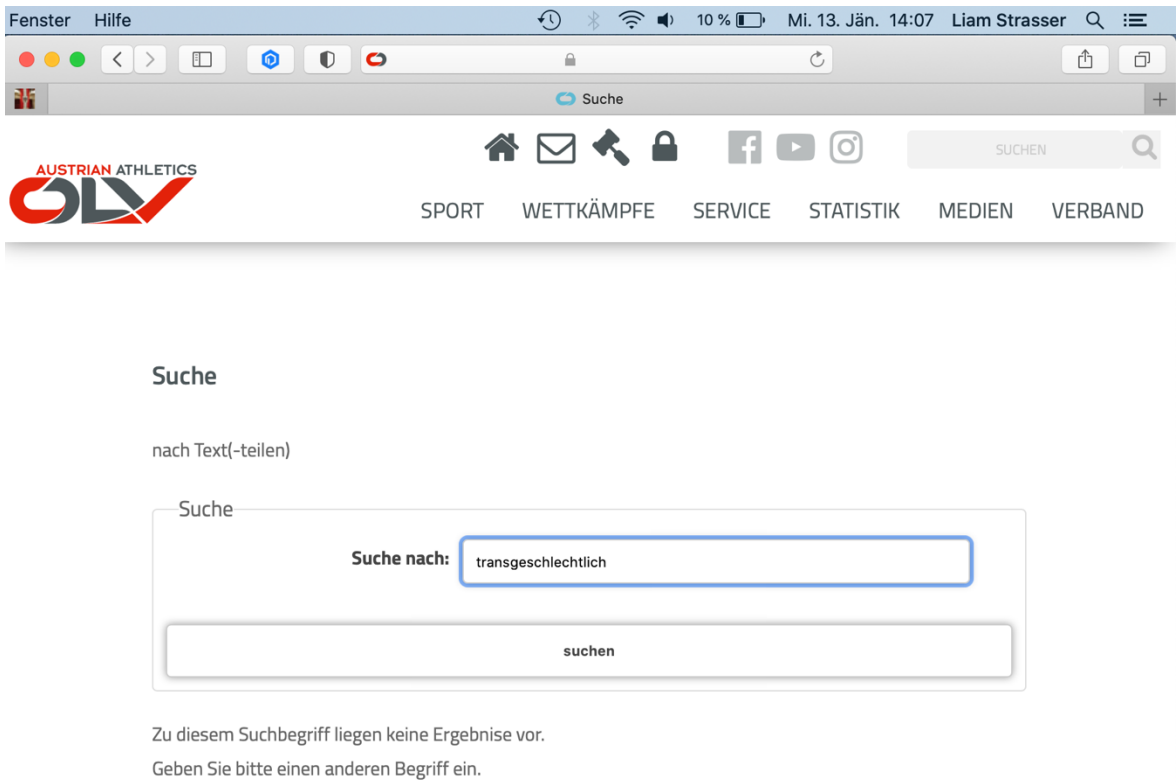 Fenster Hilfe 10 % Mi. 13. Jän. 14:07 Liam Strasser
Suche
AUSTRIAN ATHLETICS
ÖLV
SUCHEN
SPORT WETTKÄMPFE SERVICE STATISTIK MEDIEN VERBAND
Suche
nach Text(-teilen)
Suche
Suche nach: transgeschlechtlich
suchen
Zu diesem Suchbegriff liegen keine Ergebnise vor.
Geben Sie bitte einen anderen Begriff ein.